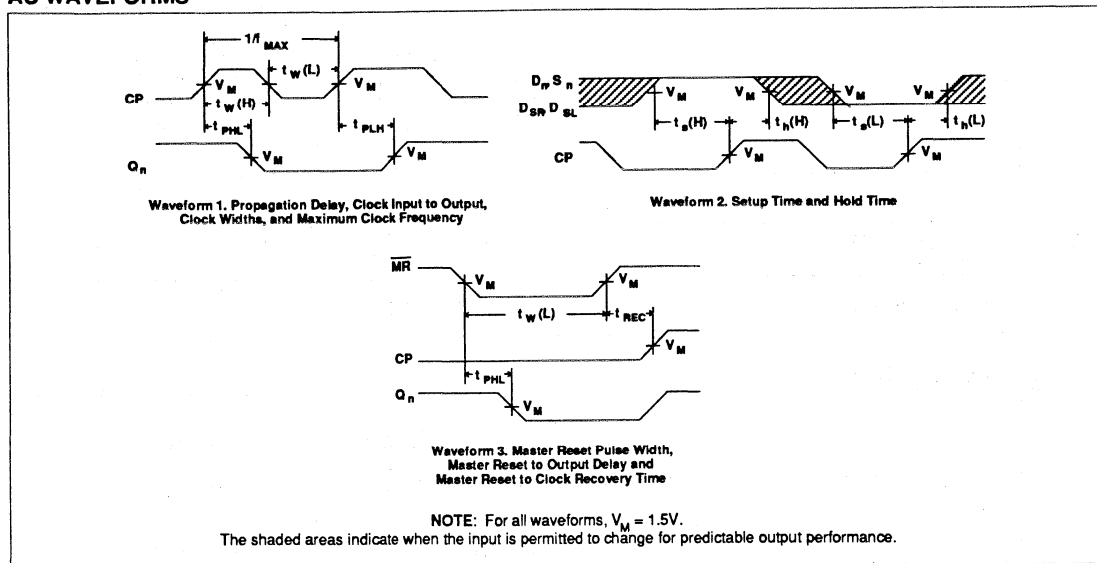 AC WAVEFORMS
1/f MAX
t W (L)
CP
V M
V M
t W (H)
t PHL
t PLH
Q n
V M
V M
Waveform 1. Propagation Delay, Clock Input to Output,
Clock Widths, and Maximum Clock Frequency
D n, S n
D SR, D SL
V M
V M
V M
V M
t s (H)
t h (H)
t s (L)
t h (L)
CP
V M
V M
Waveform 2. Setup Time and Hold Time
MR
V M
V M
t W (L)
t REC
CP
V M
t PHL
Q n
V M
Waveform 3. Master Reset Pulse Width,
Master Reset to Output Delay and
Master Reset to Clock Recovery Time
NOTE: For all waveforms, V M = 1.5V.
The shaded areas indicate when the input is permitted to change for predictable output performance.